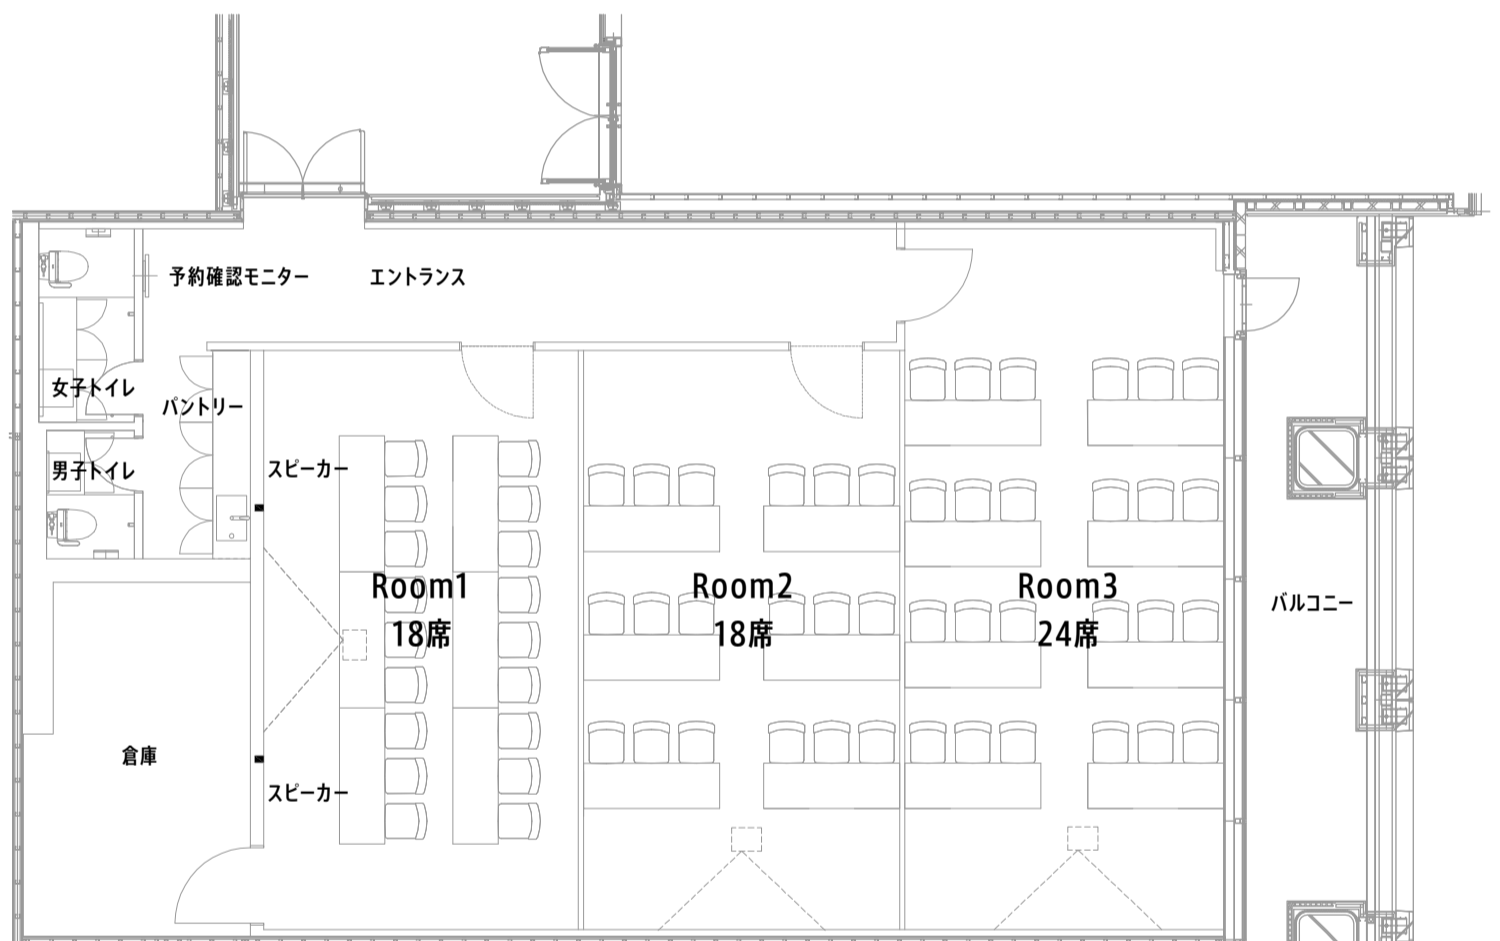 予約確認モニター
エントランス
女子トイレ
パントリー
男子トイレ
スピーカー
Room1
18席
Room2
18席
Room3
24席
バルコニー
倉庫
スピーカー